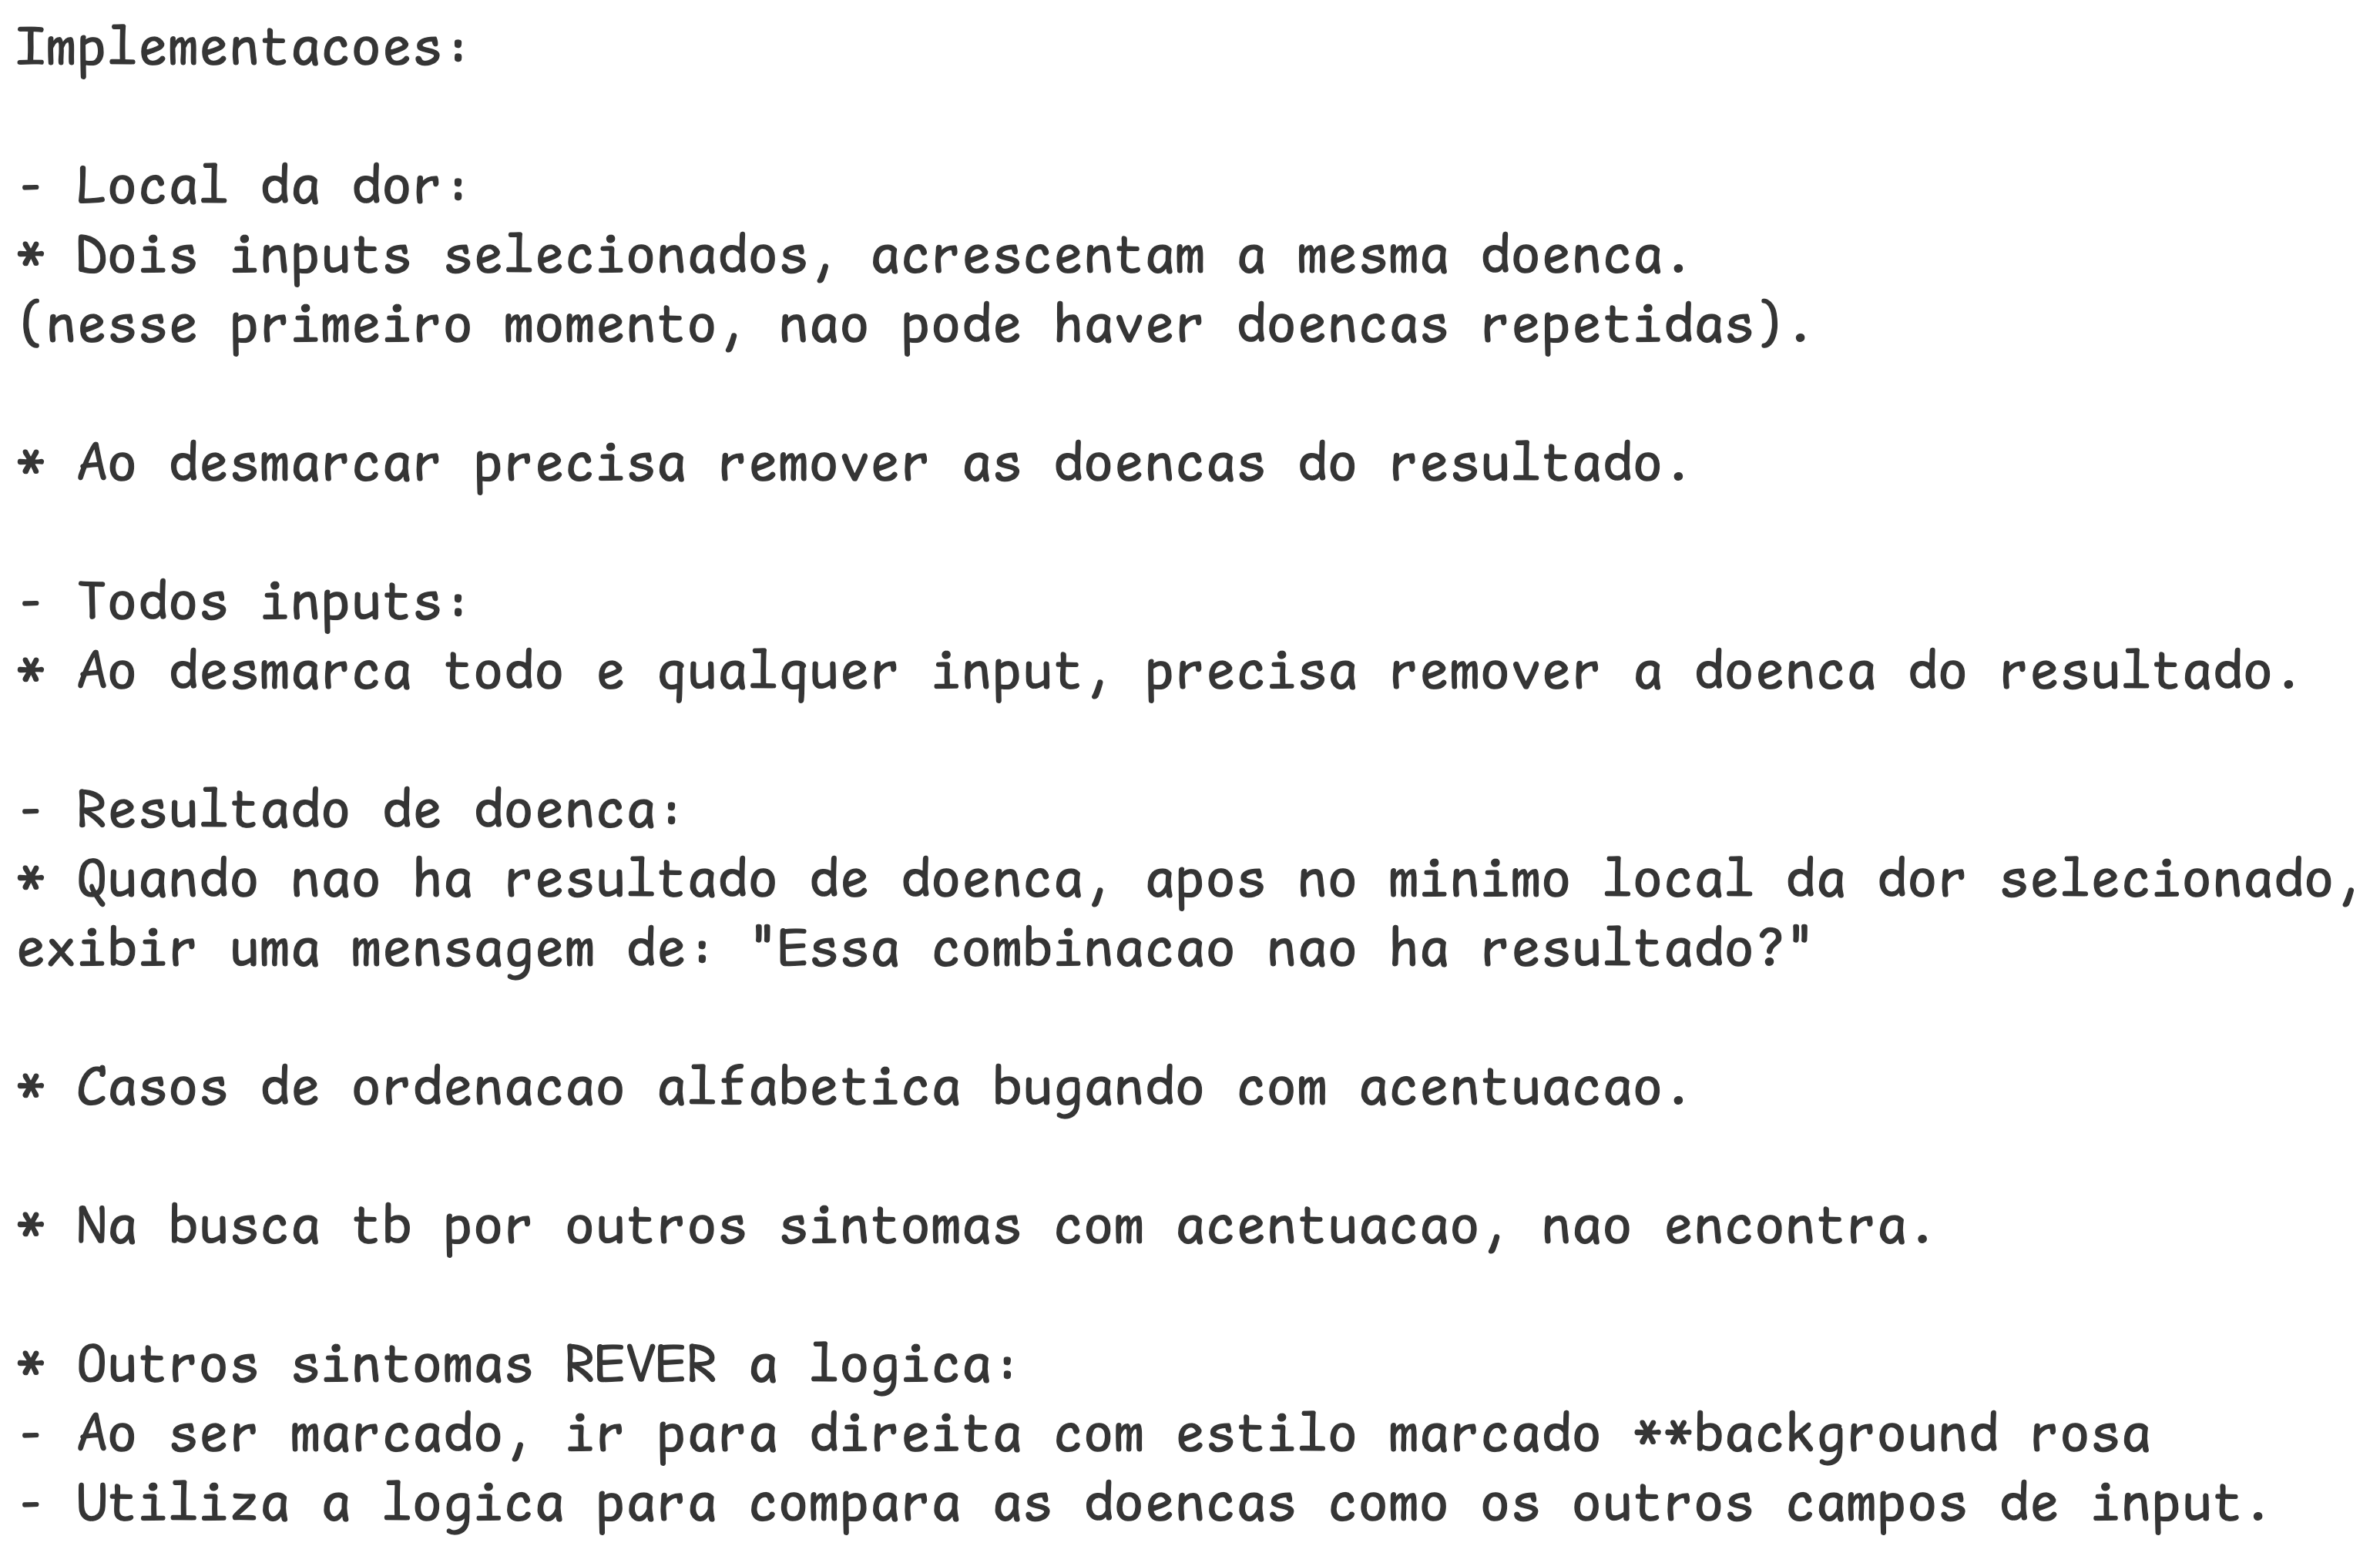 Implementacoes:
- Local da dor:
* Dois inputs selecionados, acrescentam a mesma doenca.
(nesse primeiro momento, nao pode haver doencas repetidas).
* Ao desmarcar precisa remover as doencas do resultado.
- Todos inputs:
* Ao desmarca todo e qualquer input, precisa remover a doenca do resultado.
- Resultado de doenca:
* Quando nao ha resultado de doenca, apos no minimo local da dor selecionado,
exibir uma mensagem de: "Essa combinacao nao ha resultado?"
* Casos de ordenacao alfabetica bugando com acentuacao.
* Na busca tb por outros sintomas com acentuacao, nao encontra.
* Outros sintomas REVER a logica:
- Ao ser marcado, ir para direita com estilo marcado **background rosa
- Utiliza a logica para compara as doencas como os outros campos de input.